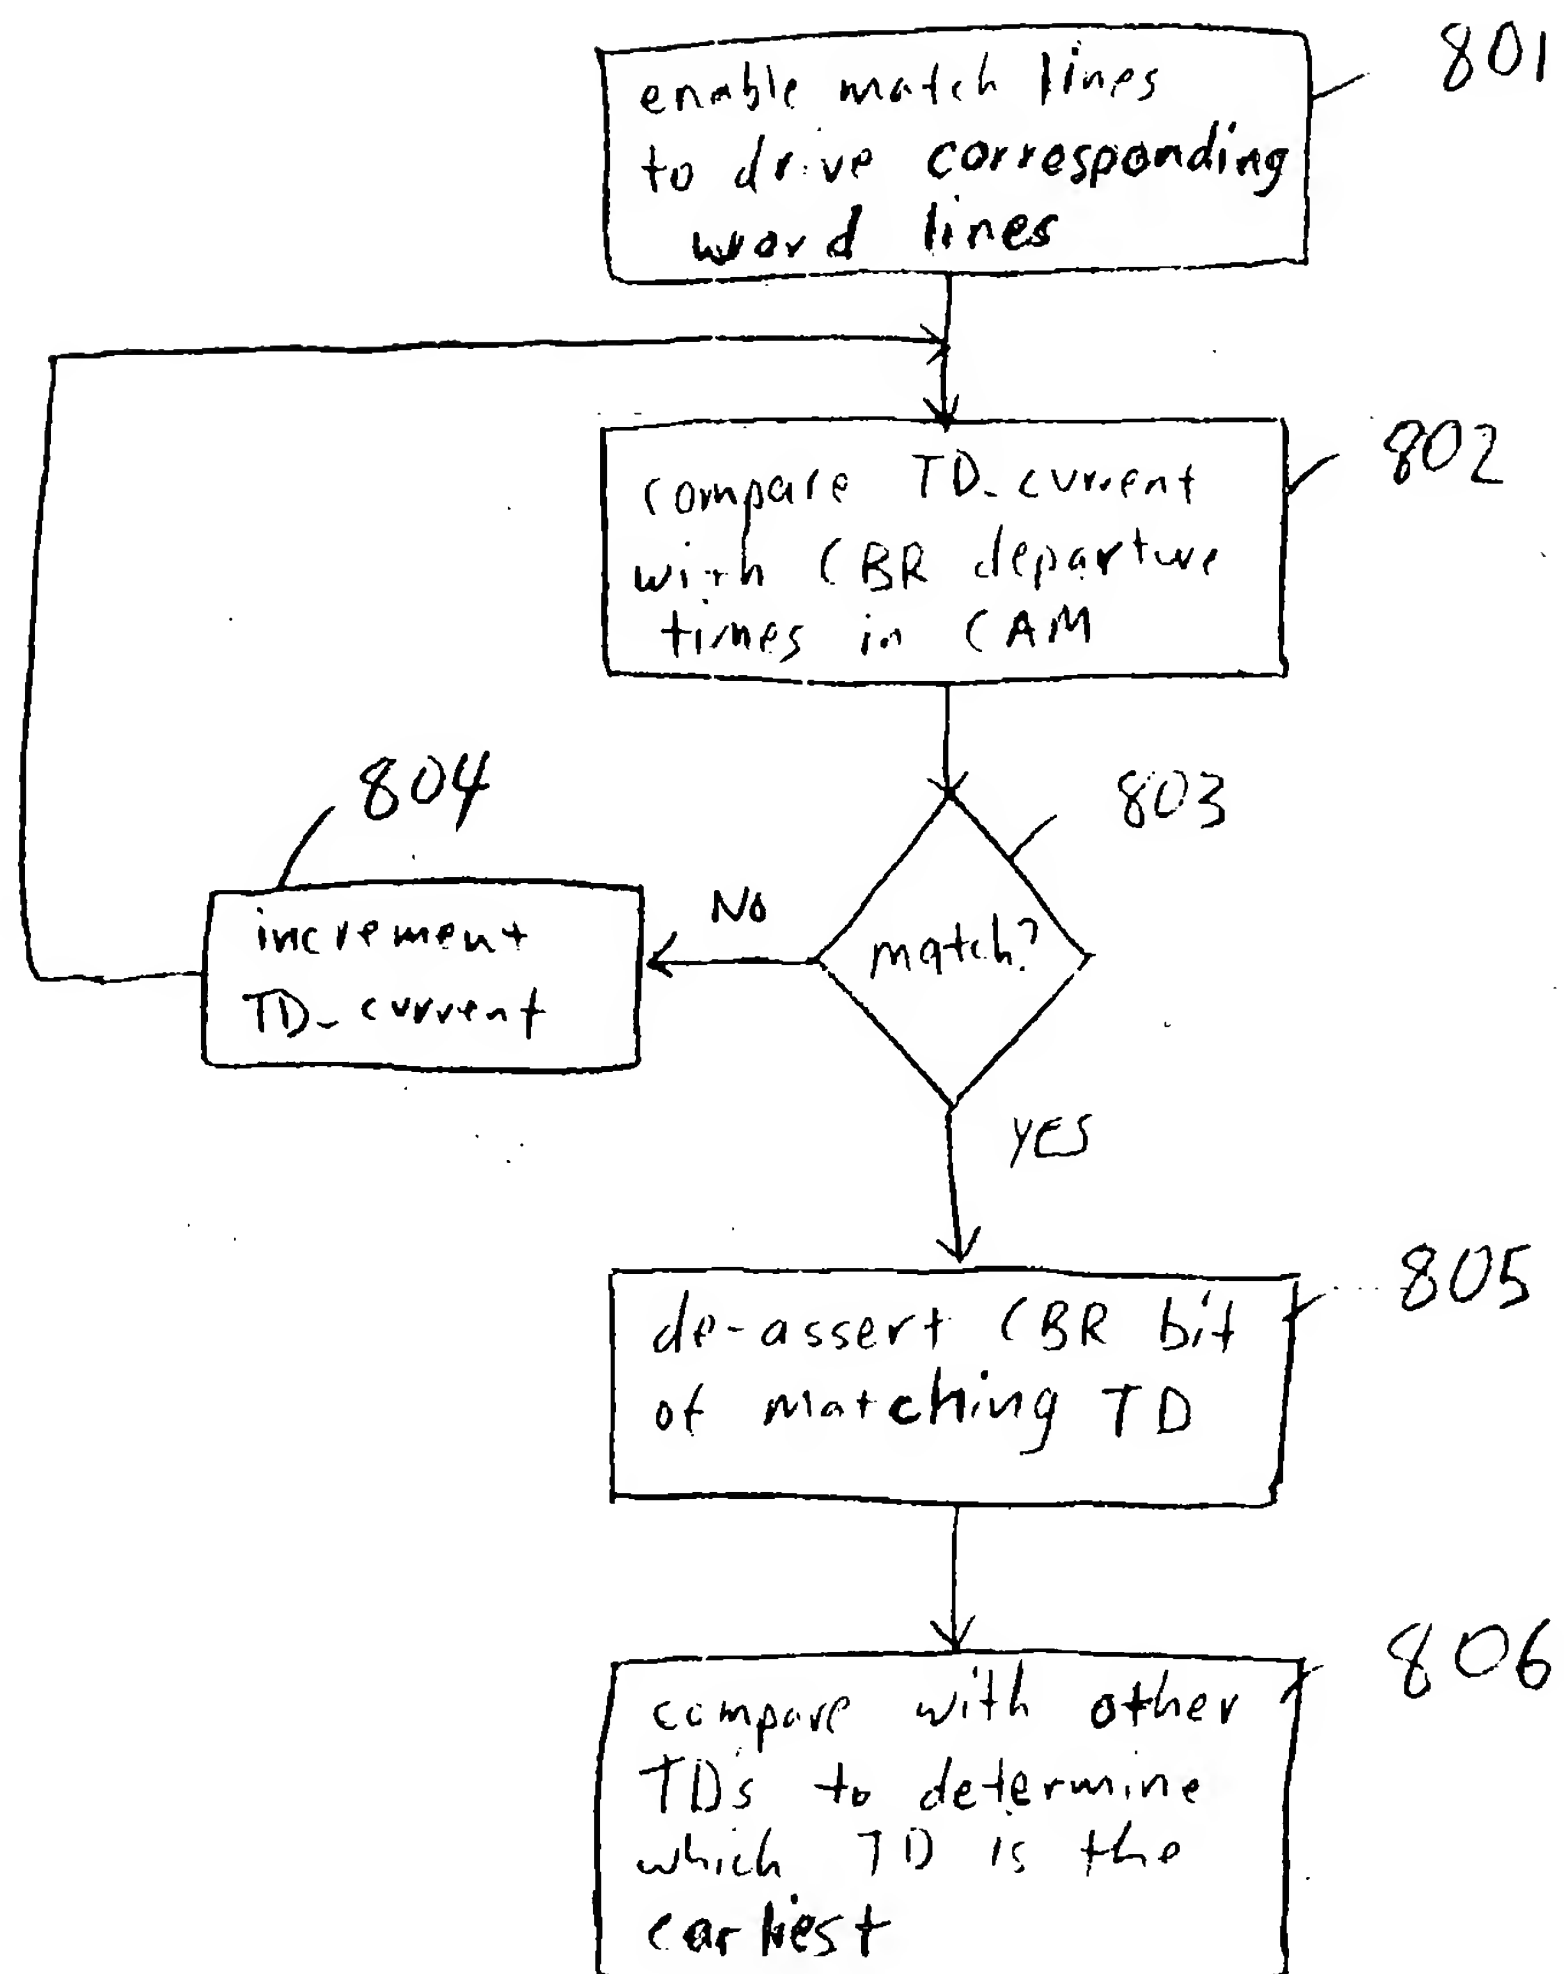 801
enable match lines
to drive corresponding
word lines
802
compare TD_current
with CBR departure
times in CAM
803
match?
No
804
increment
TD_current
YES
805
de-assert CBR bit
of matching TD
806
compare with other
TDs to determine
which TD is the
earliest